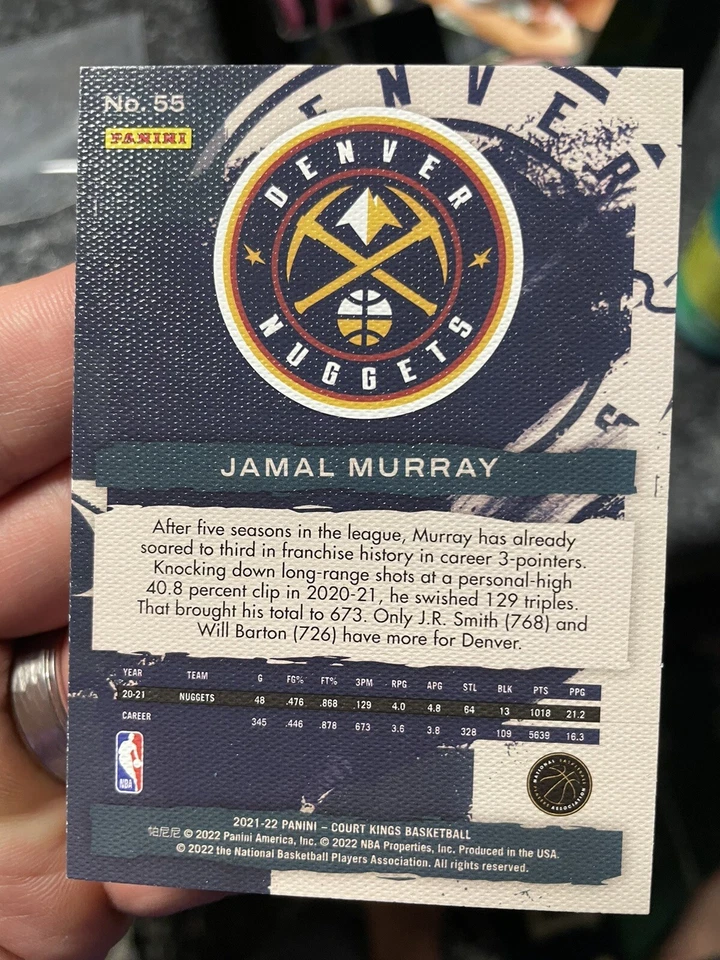 No. 55
PANINI
DENVER
DENVER
NUGGETS
JAMAL MURRAY
After five seasons in the league, Murray has already
soared to third in franchise history in career 3-pointers.
Knocking down long-range shots at a personal-high
40.8 percent clip in 2020-21, he swished 129 triples.
That brought his total to 673. Only J.R. Smith (768) and
Will Barton (726) have more for Denver.
YEAR TEAM G FG% FT% 3PM RPG APG STL BLK PTS PPG
20-21 NUGGETS 48 .476 .868 .129 4.0 4.8 64 13 1018 21.2
CAREER 345 .446 .878 673 3.6 3.8 328 109 5639 16.3
NBA
NATIONAL BASKETBALL
PLAYERS ASSOCIATION
2021-22 PANINI – COURT KINGS BASKETBALL
帕尼尼 © 2022 Panini America, Inc. © 2022 NBA Properties, Inc. Produced in the USA.
© 2022 the National Basketball Players Association. All rights reserved.